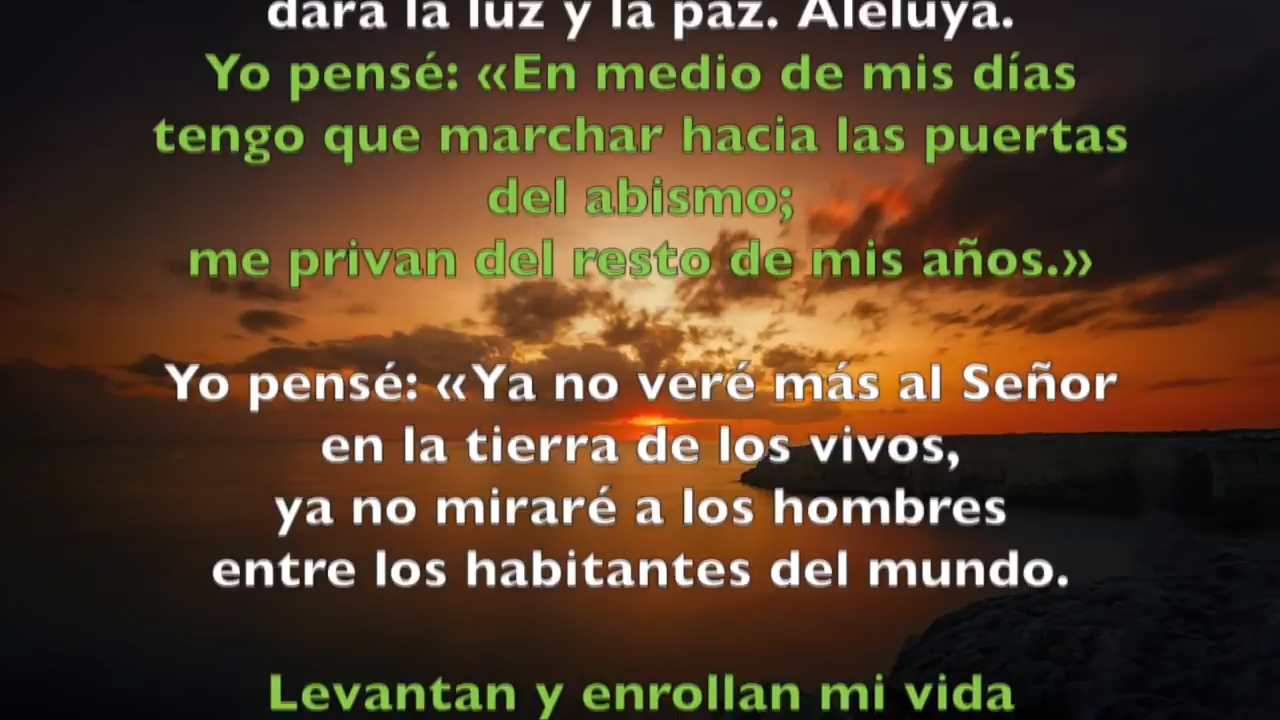 dará la luz y la paz. Aleluya.
Yo pensé: «En medio de mis días
tengo que marchar hacia las puertas
del abismo;
me privan del resto de mis años.»
Yo pensé: «Ya no veré más al Señor
en la tierra de los vivos,
ya no miraré a los hombres
entre los habitantes del mundo.
Levantan y enrollan mi vida